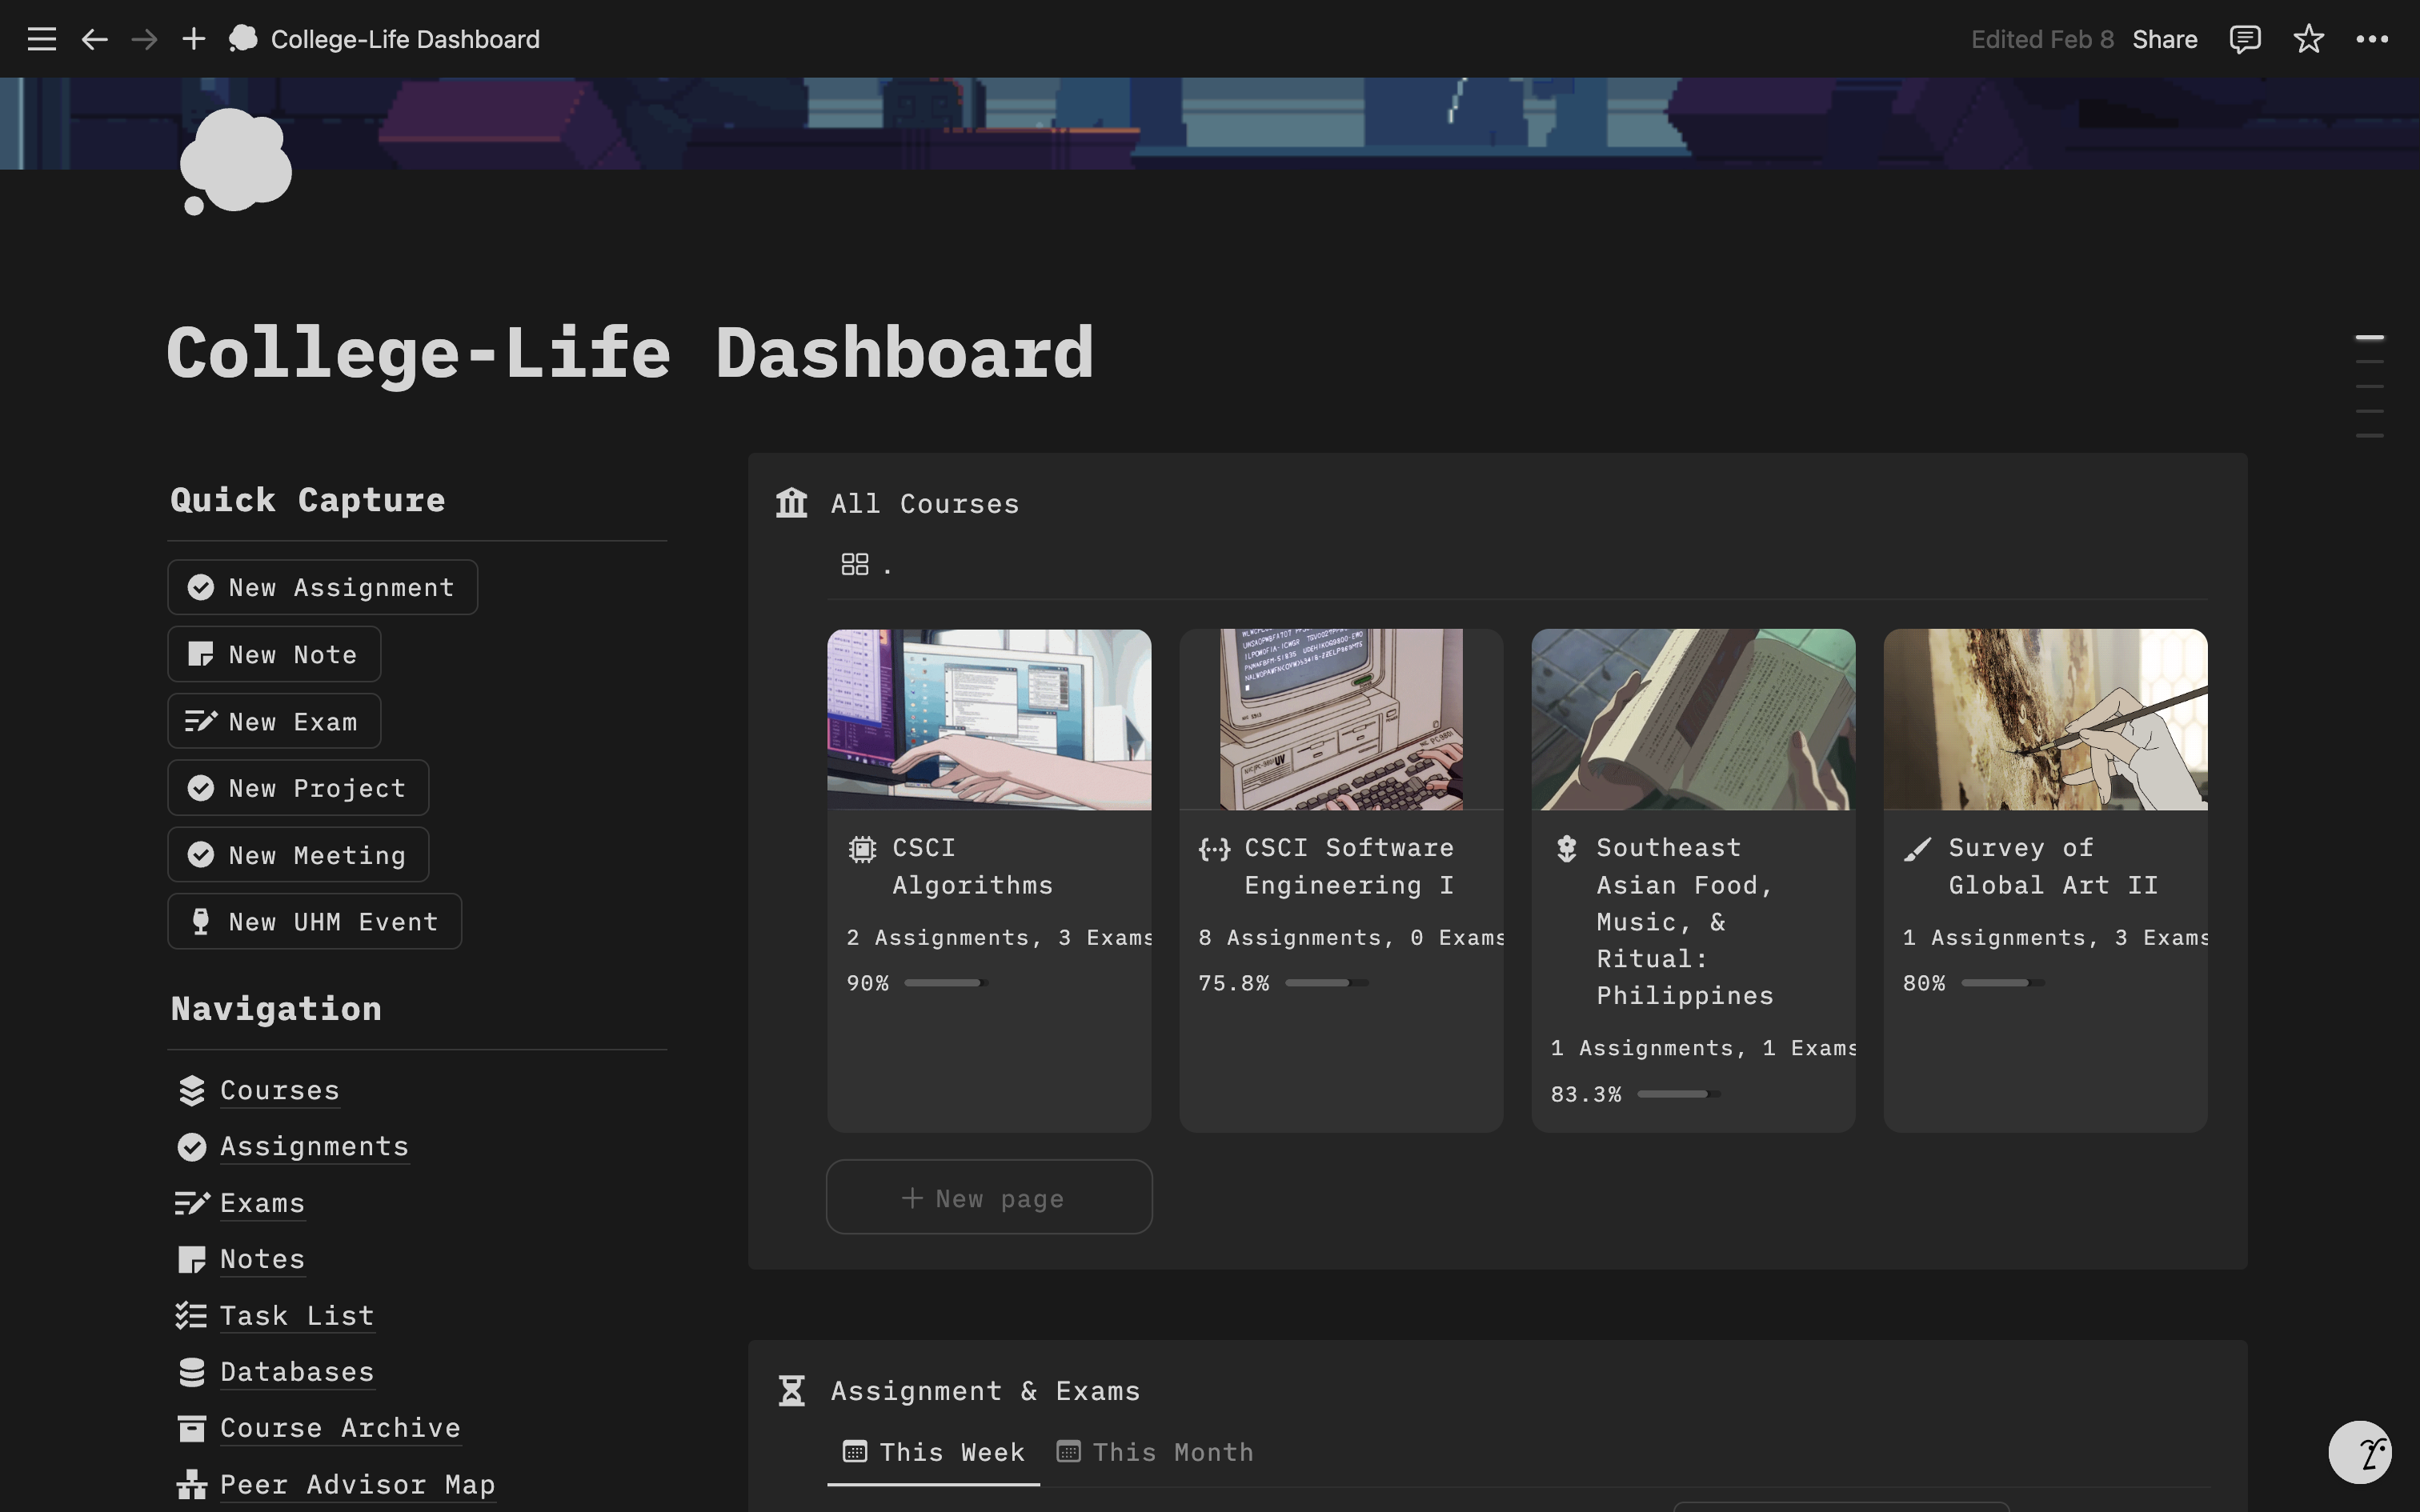 College-Life Dashboard
Edited Feb 8 Share
College-Life Dashboard
Quick Capture
New Assignment
New Note
New Exam
New Project
New Meeting
New UHM Event
Navigation
Courses
Assignments
Exams
Notes
Task List
Databases
Course Archive
Peer Advisor Map
All Courses
.
CSCI
Algorithms
2 Assignments, 3 Exams
90%
CSCI Software
Engineering I
8 Assignments, 0 Exams
75.8%
Southeast
Asian Food,
Music, &
Ritual:
Philippines
1 Assignments, 1 Exams
83.3%
Survey of
Global Art II
1 Assignments, 3 Exams
80%
New page
Assignment & Exams
This Week
This Month